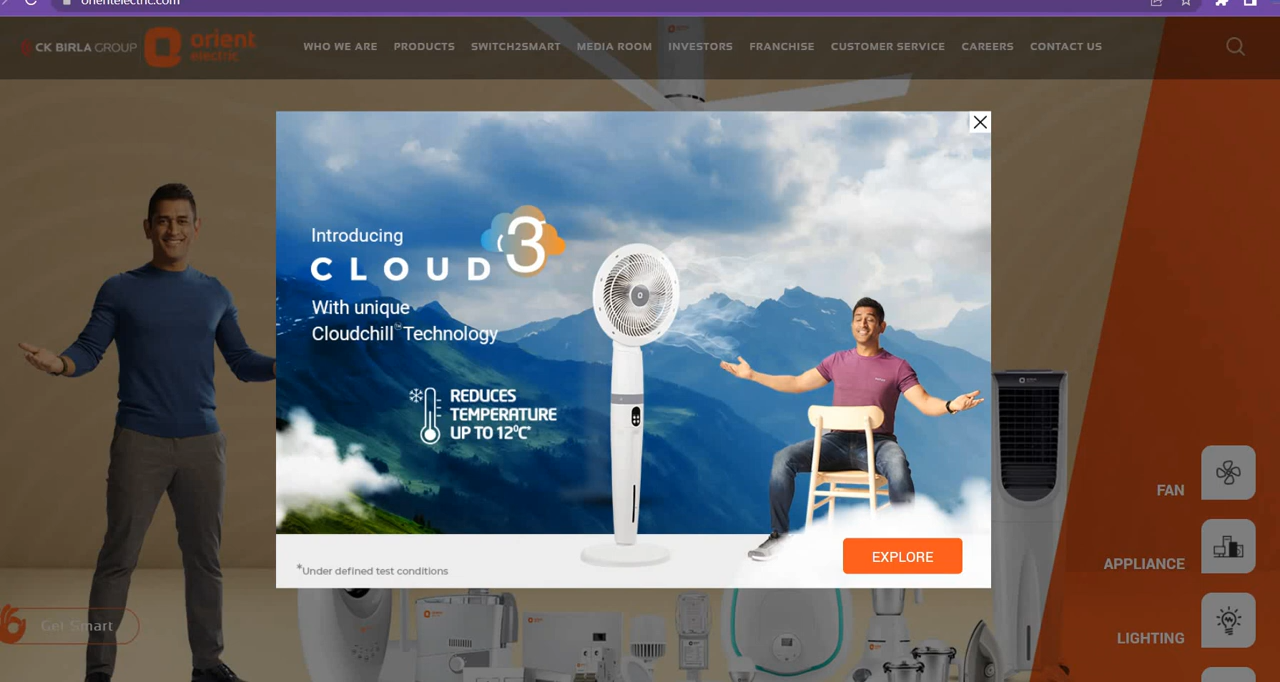 orientelectric.com
CK BIRLA GROUP
orient
electric
WHO WE ARE
PRODUCTS
SWITCH2SMART
MEDIA ROOM
INVESTORS
FRANCHISE
CUSTOMER SERVICE
CAREERS
CONTACT US
Introducing
CLOUD 3
With unique
Cloudchill™ Technology
REDUCES
TEMPERATURE
UP TO 12°C*
EXPLORE
*Under defined test conditions
FAN
APPLIANCE
LIGHTING
Get Smart